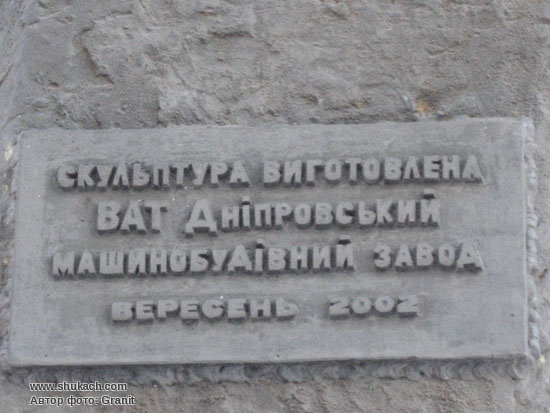 СКУЛЬПТУРА ВИГОТОВЛЕНА
ВАТ Дніпровський
МАШИНОБУДІВНИЙ ЗАВОД
ВЕРЕСЕНЬ 2002
www.shukach.com
Автор фото: Granit